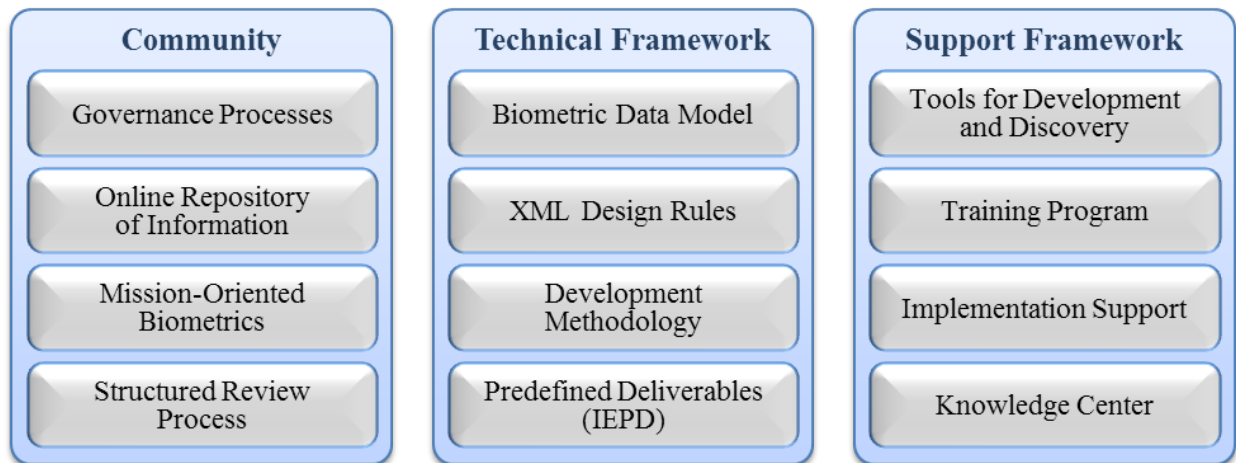 Community
Governance Processes
Online Repository
of Information
Mission-Oriented
Biometrics
Structured Review
Process
Technical Framework
Biometric Data Model
XML Design Rules
Development
Methodology
Predefined Deliverables
(IEPD)
Support Framework
Tools for Development
and Discovery
Training Program
Implementation Support
Knowledge Center